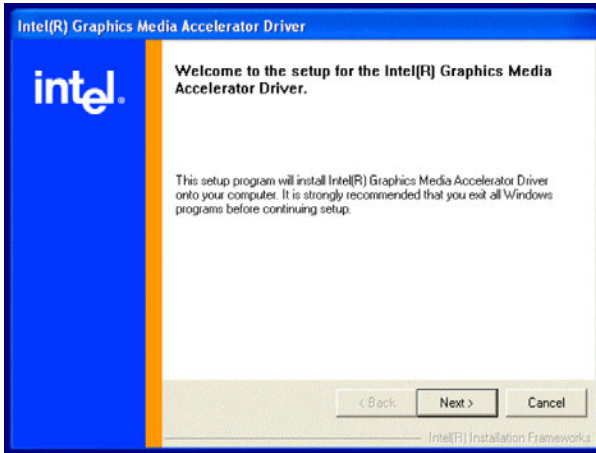 Intel(R) Graphics Media Accelerator Driver
intel.
Welcome to the setup for the Intel(R) Graphics Media
Accelerator Driver.
This setup program will install Intel(R) Graphics Media Accelerator Driver
onto your computer. It is strongly recommended that you exit all Windows
programs before continuing setup.
< Back
Next >
Cancel
Intel(R) Installation Frameworks